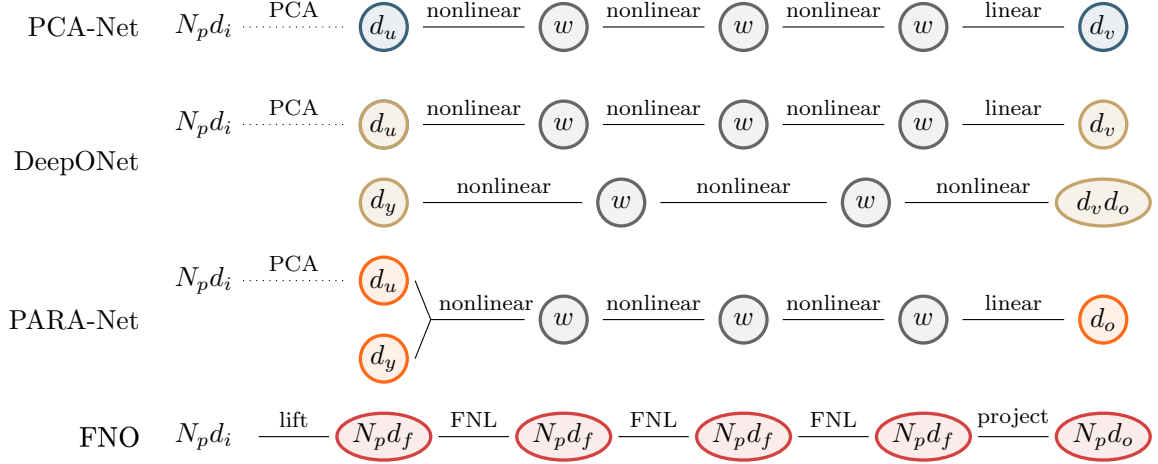 PCA-Net $N_p d_i$ PCA $d_u$ nonlinear $w$ nonlinear $w$ nonlinear $w$ linear $d_v$
DeepONet
$N_p d_i$ PCA $d_u$ nonlinear $w$ nonlinear $w$ nonlinear $w$ linear $d_v$
$d_y$ nonlinear $w$ nonlinear $w$ nonlinear $d_v d_o$
PARA-Net
$N_p d_i$ PCA $d_u$
nonlinear $w$ nonlinear $w$ nonlinear $w$ linear $d_o$
$d_y$
FNO $N_p d_i$ lift $N_p d_f$ FNL $N_p d_f$ FNL $N_p d_f$ FNL $N_p d_f$ project $N_p d_o$